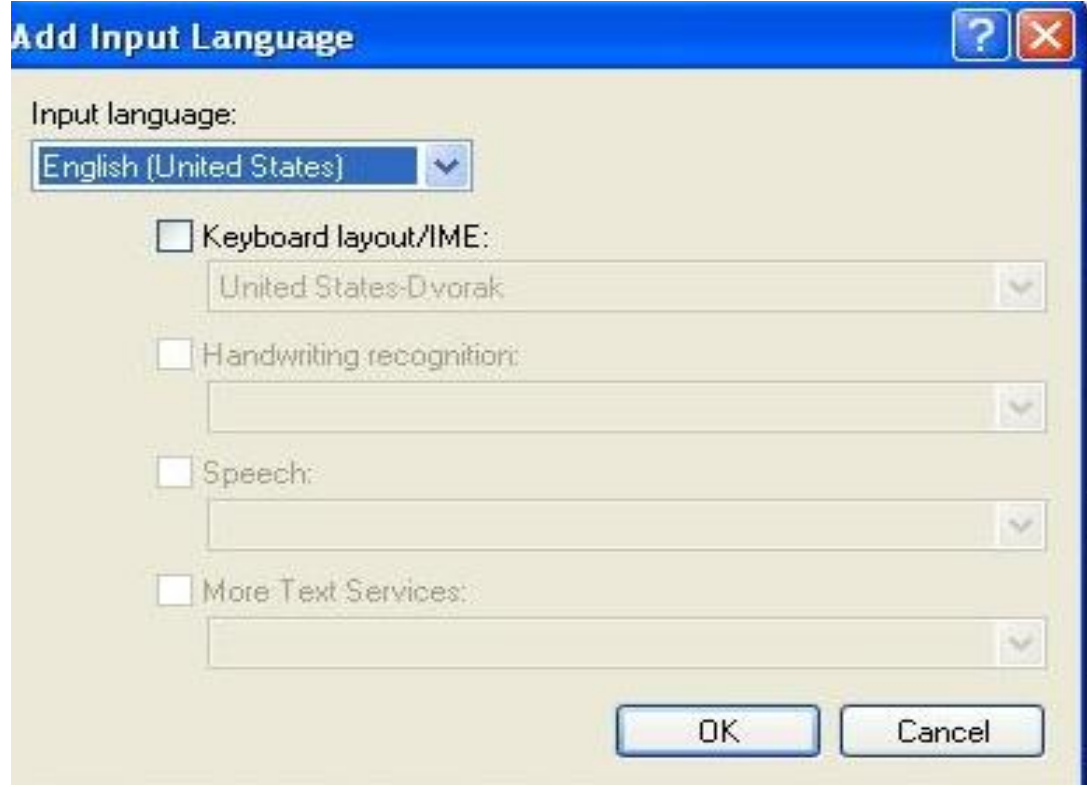 Add Input Language
Input language:
English (United States)
Keyboard layout/IME:
United States-Dvorak
Handwriting recognition:
Speech:
More Text Services:
OK Cancel